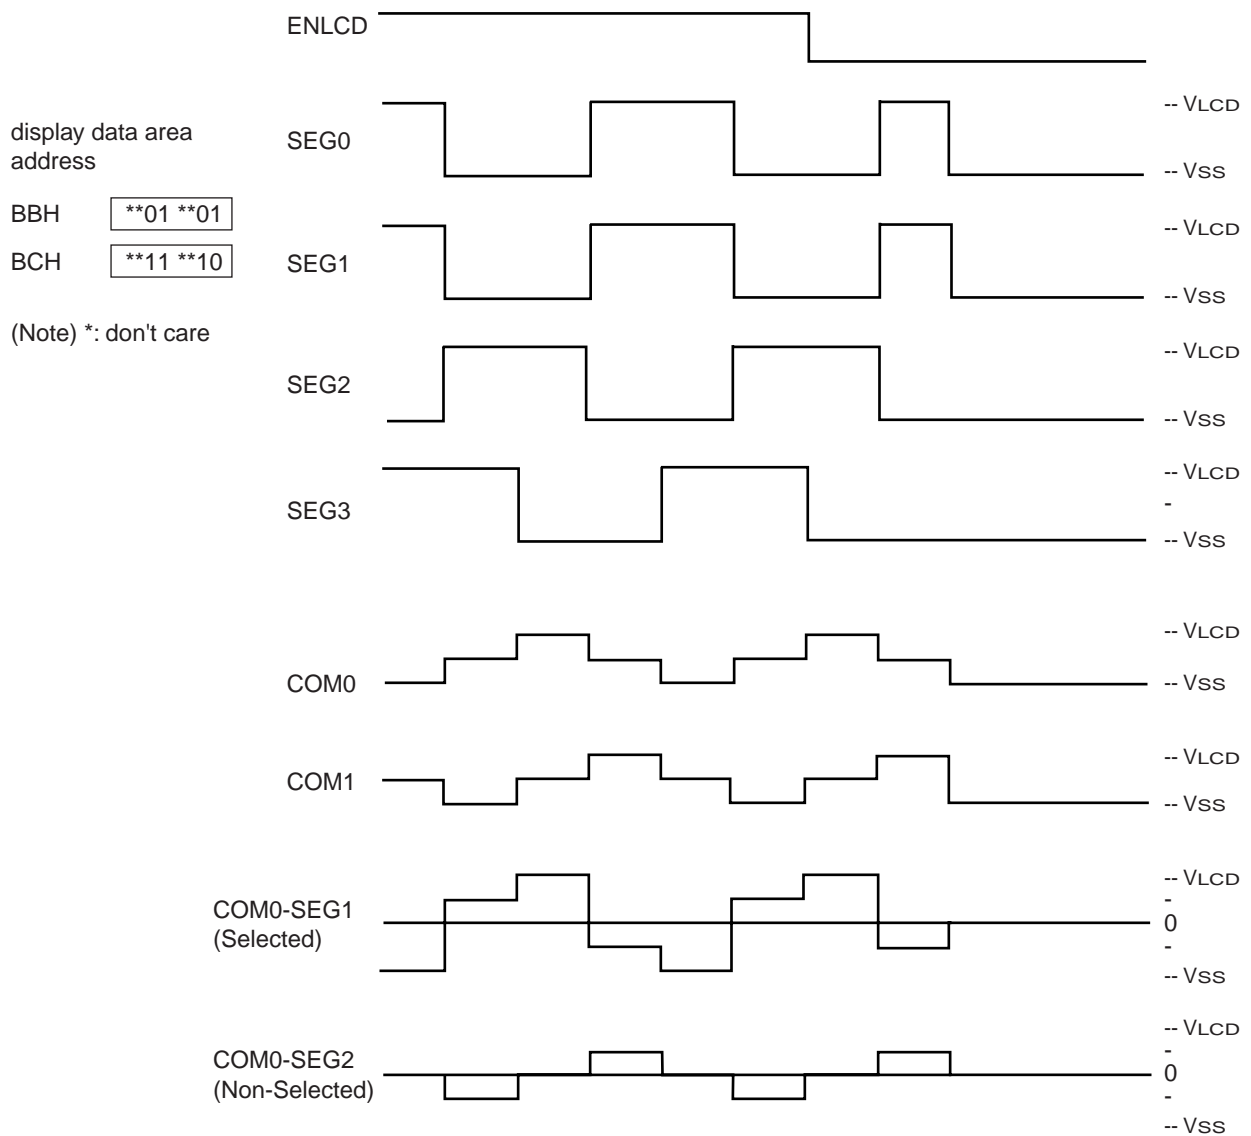 ENLCD
display data area
address
BBH **01 **01
BCH **11 **10
(Note) *: don't care
SEG0
-- VLCD
-- VSS
SEG1
-- VLCD
-- VSS
SEG2
-- VLCD
-- VSS
SEG3
-- VLCD
-
-- VSS
COM0
-- VLCD
-- VSS
COM1
-- VLCD
-- VSS
COM0-SEG1
(Selected)
-- VLCD
-
0
-
-- VSS
COM0-SEG2
(Non-Selected)
-- VLCD
-
0
-
-- VSS